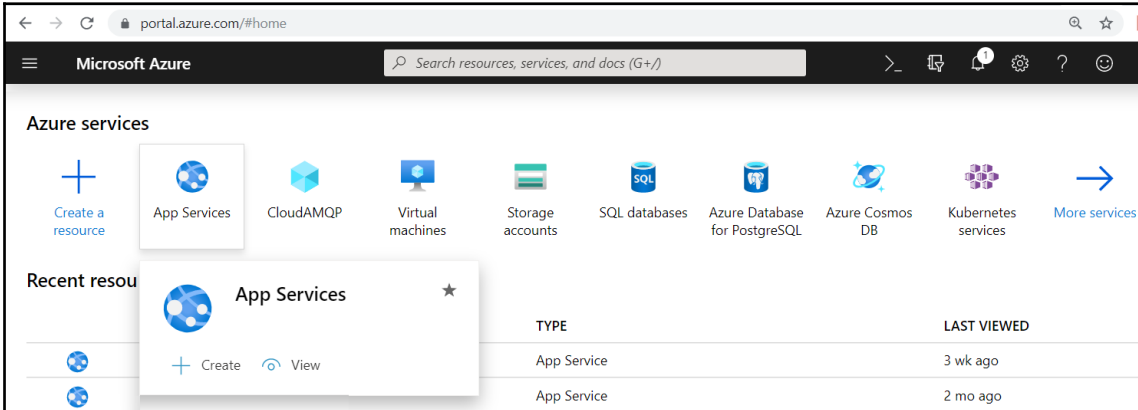 portal.azure.com/#home
Microsoft Azure
Search resources, services, and docs (G+/)
1
Azure services
Create a resource
App Services
CloudAMQP
Virtual machines
Storage accounts
SQL
SQL databases
Azure Database for PostgreSQL
Azure Cosmos DB
Kubernetes services
More services
Recent resou
App Services
Create
View
TYPE
LAST VIEWED
App Service
3 wk ago
App Service
2 mo ago